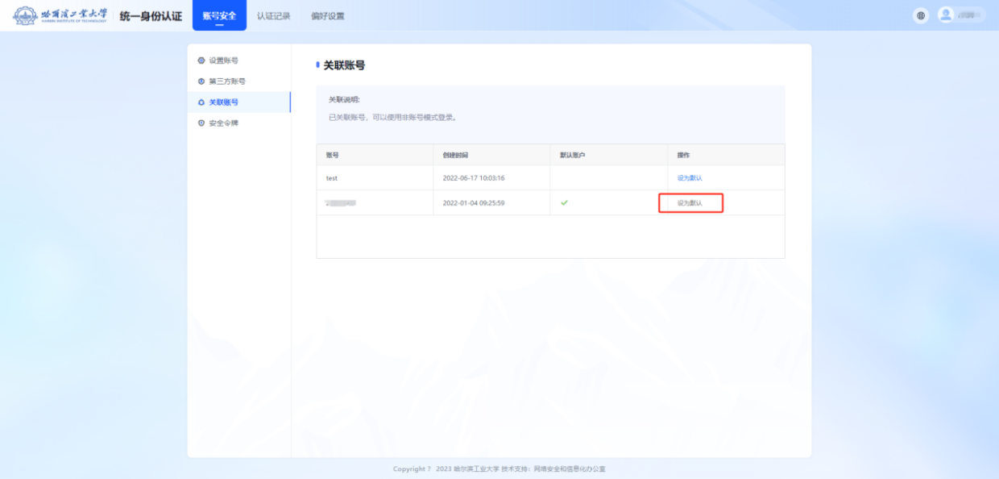 哈尔滨工业大学 统一身份认证 账号安全 认证记录 偏好设置
HARBIN INSTITUTE OF TECHNOLOGY
设置账号
第三方账号
关联账号
安全令牌
关联账号
关联说明:
已关联账号，可以使用非账号模式登录。
账号 创建时间 默认账户 操作
test 2022-06-17 10:03:16 设为默认
2022-01-04 09:25:59 设为默认
Copyright ? 2023 哈尔滨工业大学 技术支持：网络安全和信息化办公室